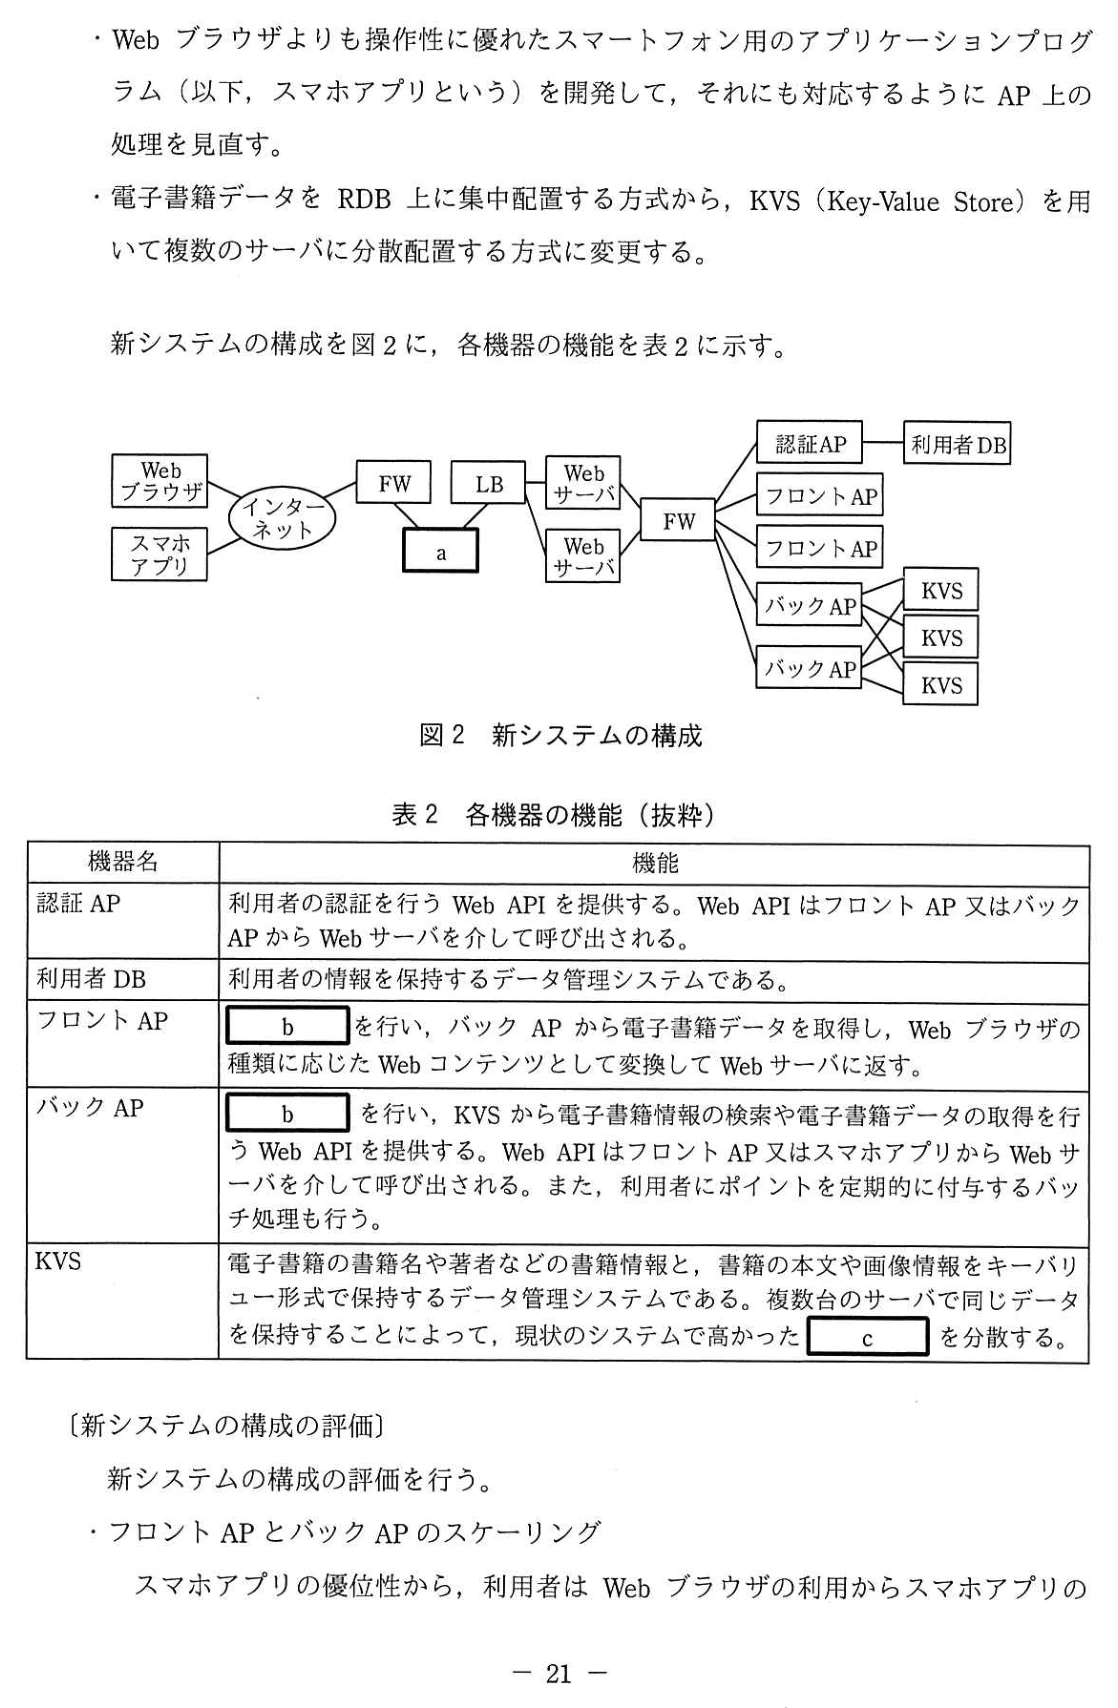 ・Web ブラウザよりも操作性に優れたスマートフォン用のアプリケーションプログ
ラム（以下，スマホアプリという）を開発して，それにも対応するように AP 上の
処理を見直す。
・電子書籍データを RDB 上に集中配置する方式から，KVS（Key-Value Store）を用
いて複数のサーバに分散配置する方式に変更する。
新システムの構成を図 2 に，各機器の機能を表 2 に示す。
Web
ブラウザ
スマホ
アプリ
インター
ネット
FW
a
LB
Web
サーバ
Web
サーバ
FW
認証AP
利用者DB
フロントAP
フロントAP
バックAP
バックAP
KVS
KVS
KVS
図 2　新システムの構成
表 2　各機器の機能（抜粋）
機器名
機能
認証 AP
利用者の認証を行う Web API を提供する。Web API はフロント AP 又はバック
AP から Web サーバを介して呼び出される。
利用者 DB
利用者の情報を保持するデータ管理システムである。
フロント AP
b を行い，バック AP から電子書籍データを取得し，Web ブラウザの
種類に応じた Web コンテンツとして変換して Web サーバに返す。
バック AP
b を行い，KVS から電子書籍情報の検索や電子書籍データの取得を行
う Web API を提供する。Web API はフロント AP 又はスマホアプリから Web サ
ーバを介して呼び出される。また，利用者にポイントを定期的に付与するバッ
チ処理も行う。
KVS
電子書籍の書籍名や著者などの書籍情報と，書籍の本文や画像情報をキーバリ
ュー形式で保持するデータ管理システムである。複数台のサーバで同じデータ
を保持することによって，現状のシステムで高かった c を分散する。
〔新システムの構成の評価〕
新システムの構成の評価を行う。
・フロント AP とバック AP のスケーリング
スマホアプリの優位性から，利用者は Web ブラウザの利用からスマホアプリの
－ 21 －